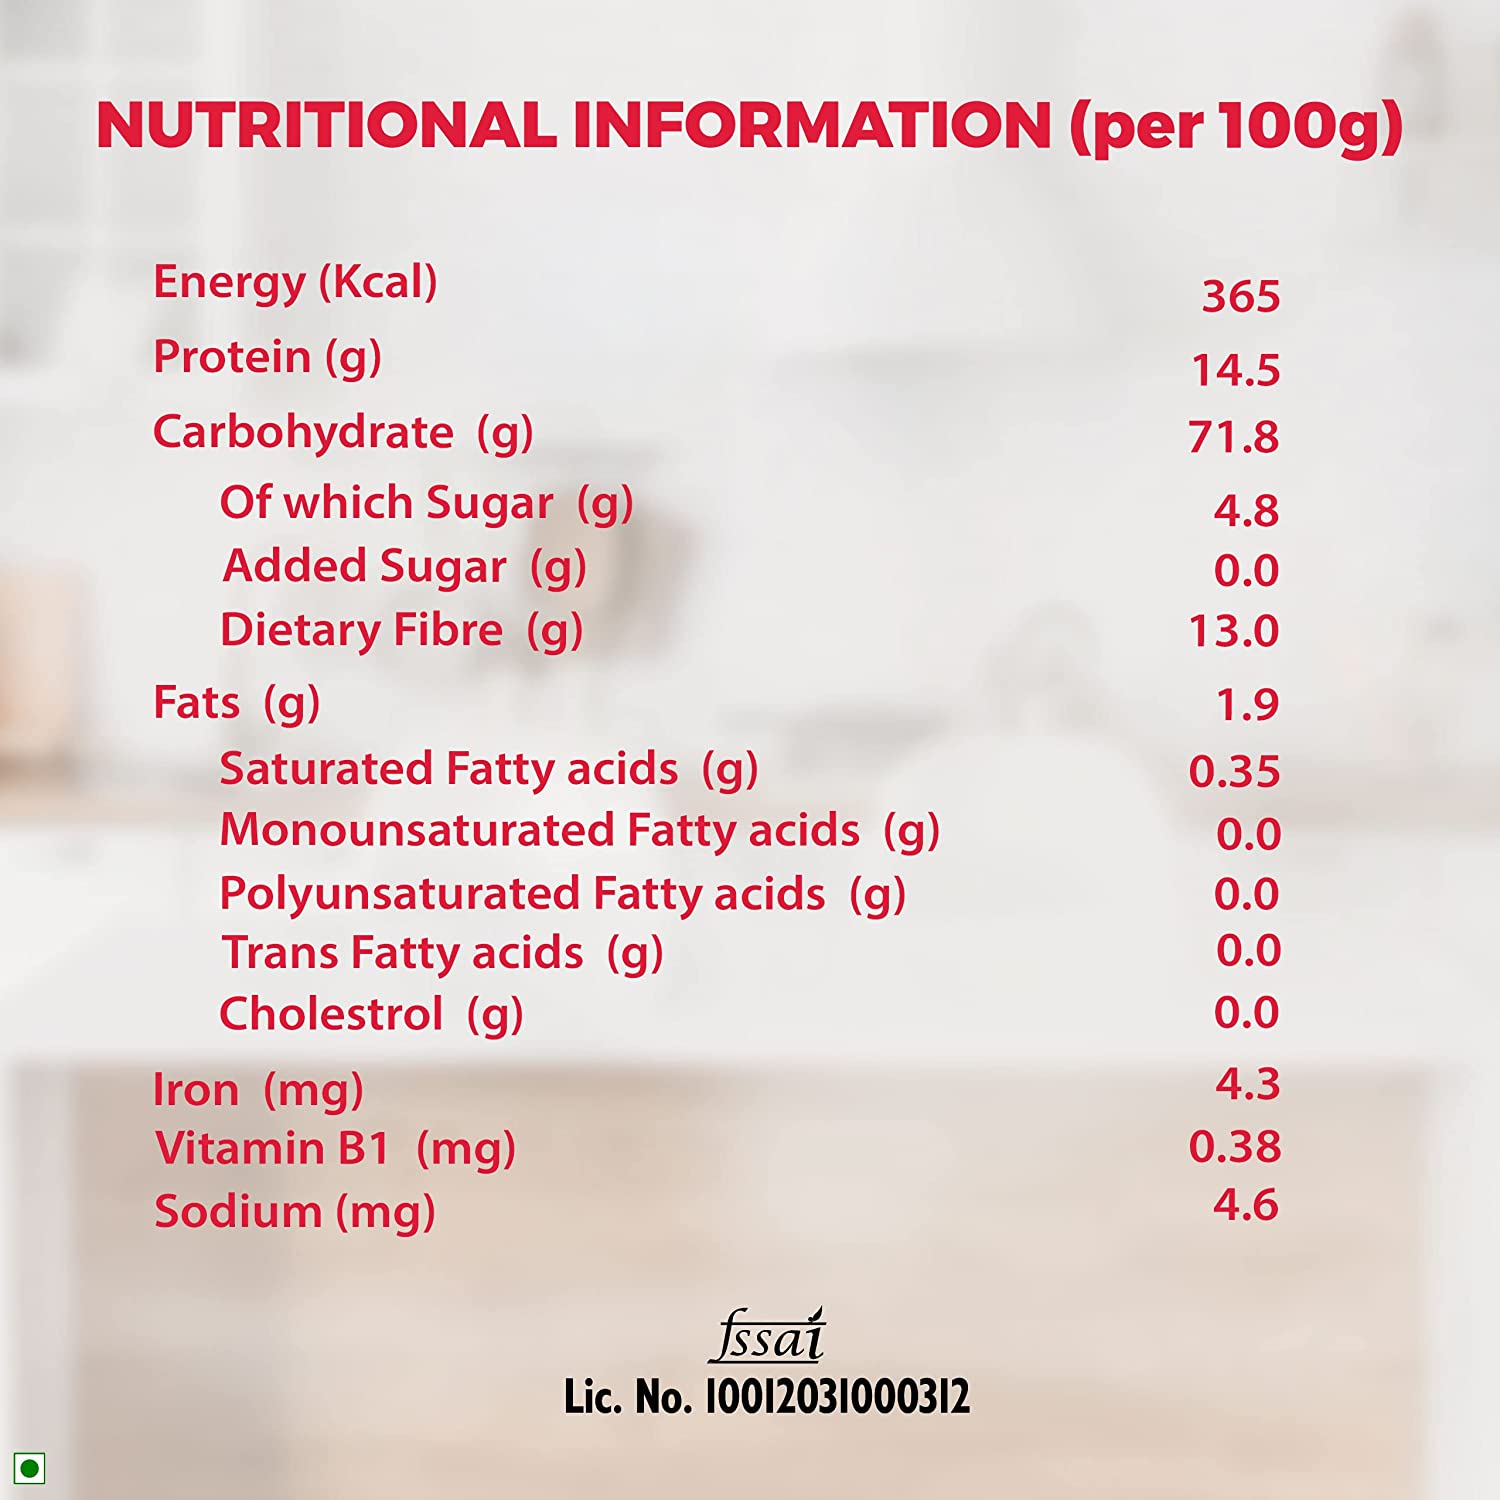 NUTRITIONAL INFORMATION (per 100g)
Energy (Kcal) 365
Protein (g) 14.5
Carbohydrate (g) 71.8
Of which Sugar (g) 4.8
Added Sugar (g) 0.0
Dietary Fibre (g) 13.0
Fats (g) 1.9
Saturated Fatty acids (g) 0.35
Monounsaturated Fatty acids (g) 0.0
Polyunsaturated Fatty acids (g) 0.0
Trans Fatty acids (g) 0.0
Cholestrol (g) 0.0
Iron (mg) 4.3
Vitamin B1 (mg) 0.38
Sodium (mg) 4.6
fssai
Lic. No. 10012031000312